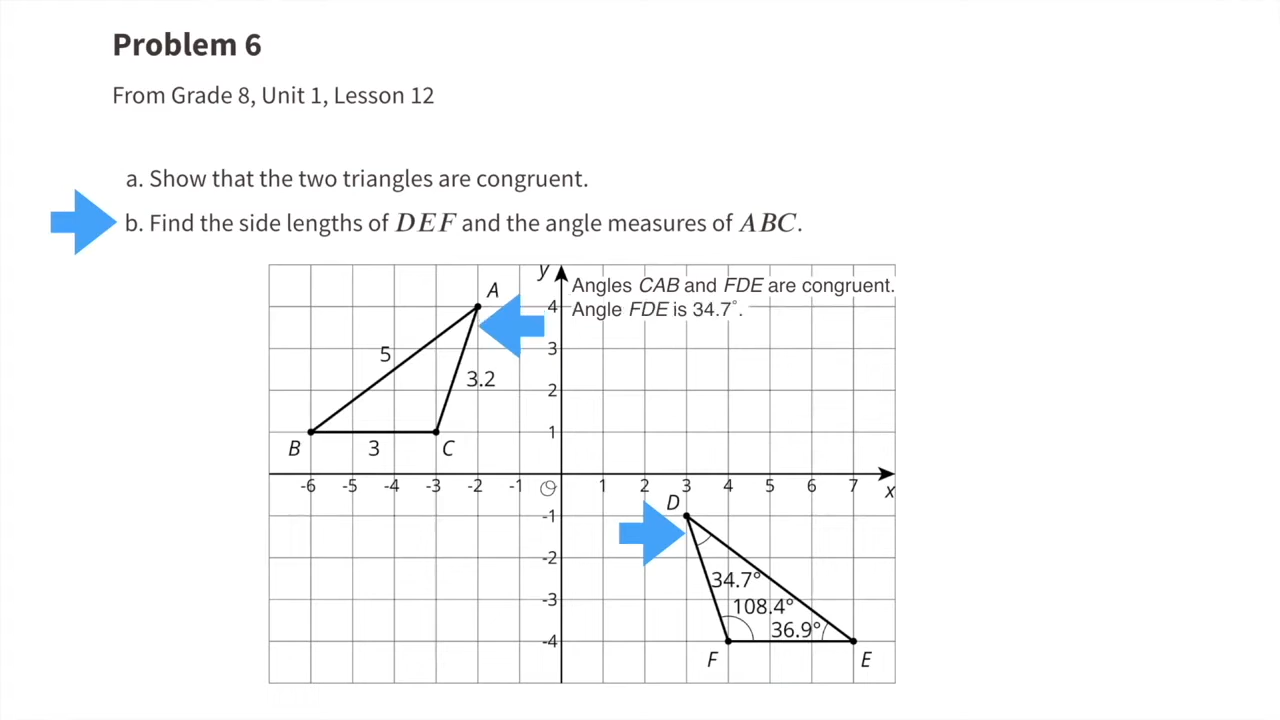 Problem 6
From Grade 8, Unit 1, Lesson 12
a. Show that the two triangles are congruent.
b. Find the side lengths of DEF and the angle measures of ABC.
y
Angles CAB and FDE are congruent.
Angle FDE is 34.7°.
A
4
5
3
3.2
2
B
3
C
1
-6 -5 -4 -3 -2 -1 O 1 2 3 4 5 6 7 x
D
-1
-2
34.7°
-3
108.4°
36.9°
-4
F
E